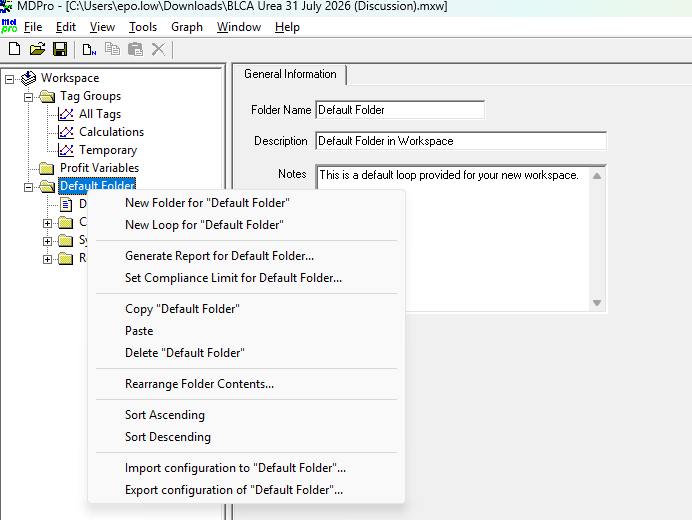 MDPro - [C:\Users\epo.low\Downloads\BLCA Urea 31 July 2026 (Discussion).mxw]
File Edit View Tools Graph Compliance Window Help
Workspace
Tag Groups
All Tags
Calculations
Temporary
Profit Variables
Default Folder
D
C
Sy
R
General Information
Folder Name Default Folder
Description Default Folder in Workspace
Notes This is a default loop provided for your new workspace.
New Folder for "Default Folder"
New Loop for "Default Folder"
Generate Report for Default Folder...
Set Compliance Limit for Default Folder...
Copy "Default Folder"
Paste
Delete "Default Folder"
Rearrange Folder Contents...
Sort Ascending
Sort Descending
Import configuration to "Default Folder"...
Export configuration of "Default Folder"...